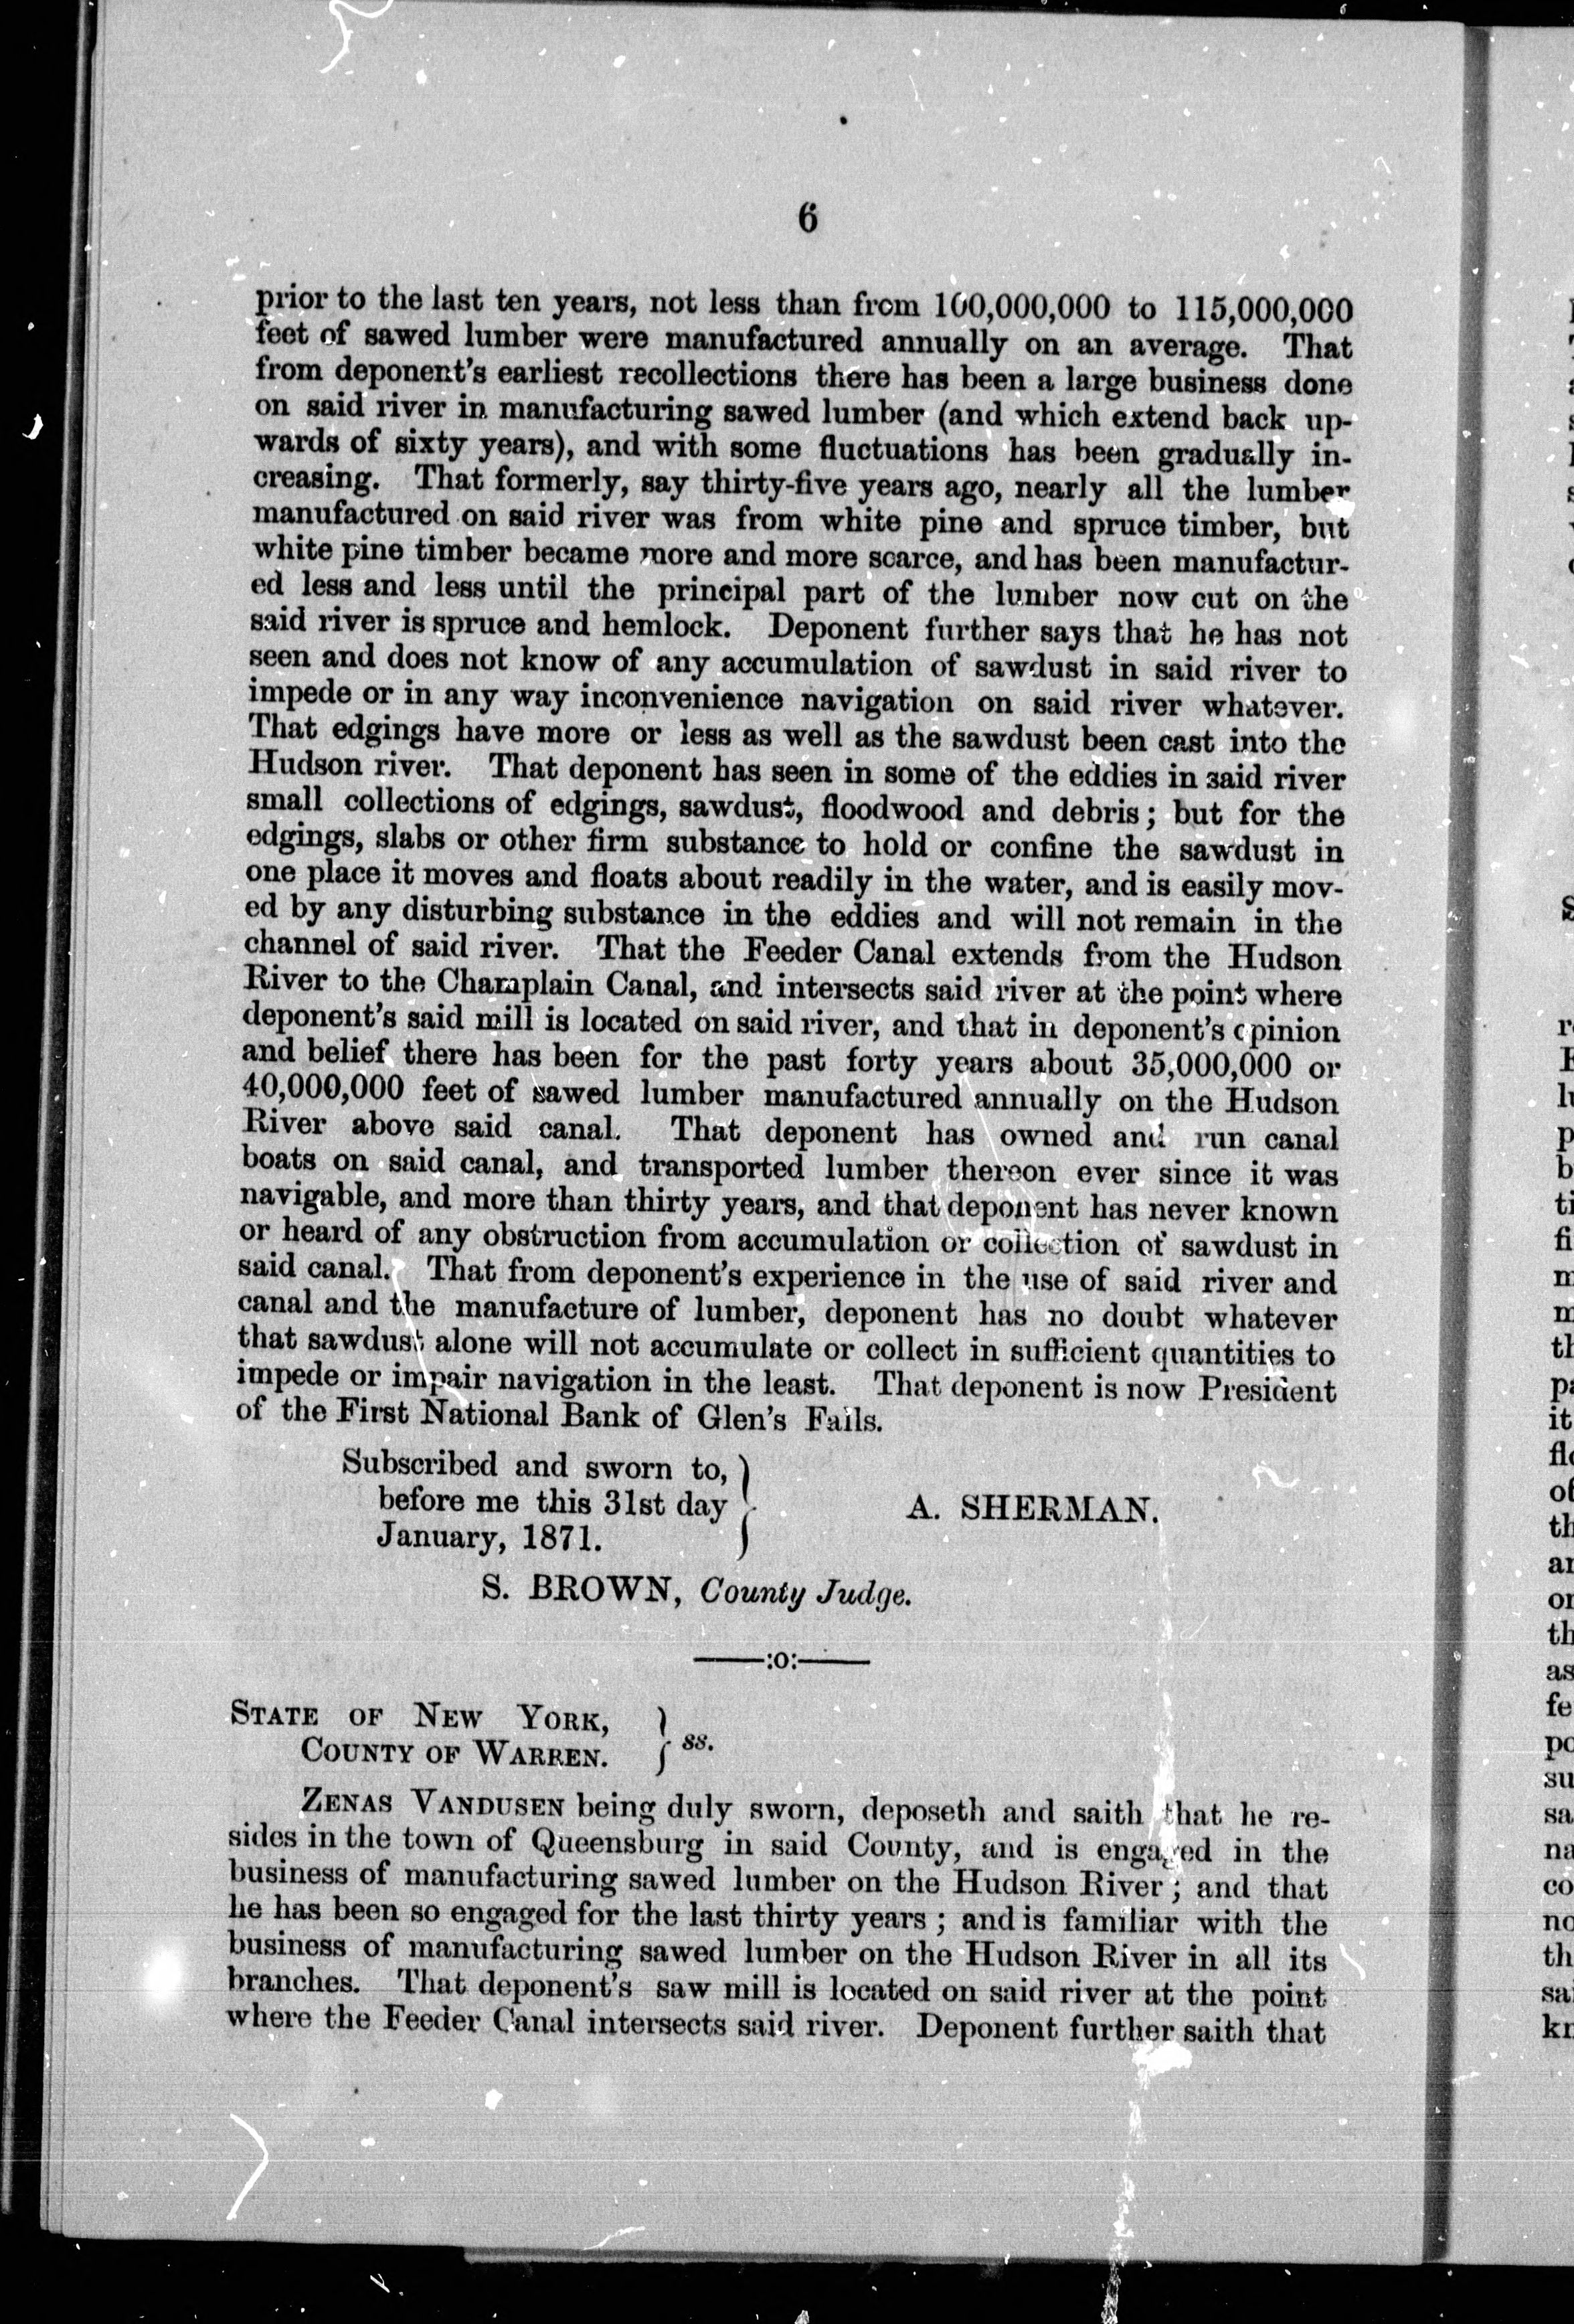 6
prior to the last ten years, not less than from 100,000,000 to 115,000,000
feet of sawed lumber were manufactured annually on an average. That
from deponent's earliest recollections there has been a large business done
on said river in manufacturing sawed lumber (and which extend back up-
wards of sixty years), and with some fluctuations has been gradually in-
creasing. That formerly, say thirty-five years ago, nearly all the lumber
manufactured on said river was from white pine and spruce timber, but
white pine timber became more and more scarce, and has been manufactur-
ed less and less until the principal part of the lumber now cut on the
said river is spruce and hemlock. Deponent further says that he has not
seen and does not know of any accumulation of sawdust in said river to
impede or in any way inconvenience navigation on said river whatever.
That edgings have more or less as well as the sawdust been cast into the
Hudson river. That deponent has seen in some of the eddies in said river
small collections of edgings, sawdust, floodwood and debris; but for the
edgings, slabs or other firm substance to hold or confine the sawdust in
one place it moves and floats about readily in the water, and is easily mov-
ed by any disturbing substance in the eddies and will not remain in the
channel of said river. That the Feeder Canal extends from the Hudson
River to the Champlain Canal, and intersects said river at the point where
deponent's said mill is located on said river, and that in deponent's opinion
and belief there has been for the past forty years about 35,000,000 or
40,000,000 feet of sawed lumber manufactured annually on the Hudson
River above said canal. That deponent has owned and run canal
boats on said canal, and transported lumber thereon ever since it was
navigable, and more than thirty years, and that deponent has never known
or heard of any obstruction from accumulation or collection of sawdust in
said canal. That from deponent's experience in the use of said river and
canal and the manufacture of lumber, deponent has no doubt whatever
that sawdust alone will not accumulate or collect in sufficient quantities to
impede or impair navigation in the least. That deponent is now President
of the First National Bank of Glen's Falls.
Subscribed and sworn to,
before me this 31st day
January, 1871.
A. SHERMAN.
S. BROWN, County Judge.
——:o:——
STATE OF NEW YORK,
COUNTY OF WARREN. } ss.
ZENAS VANDUSEN being duly sworn, deposeth and saith that he re-
sides in the town of Queensburg in said County, and is engaged in the
business of manufacturing sawed lumber on the Hudson River; and that
he has been so engaged for the last thirty years; and is familiar with the
business of manufacturing sawed lumber on the Hudson River in all its
branches. That deponent's saw mill is located on said river at the point
where the Feeder Canal intersects said river. Deponent further saith that